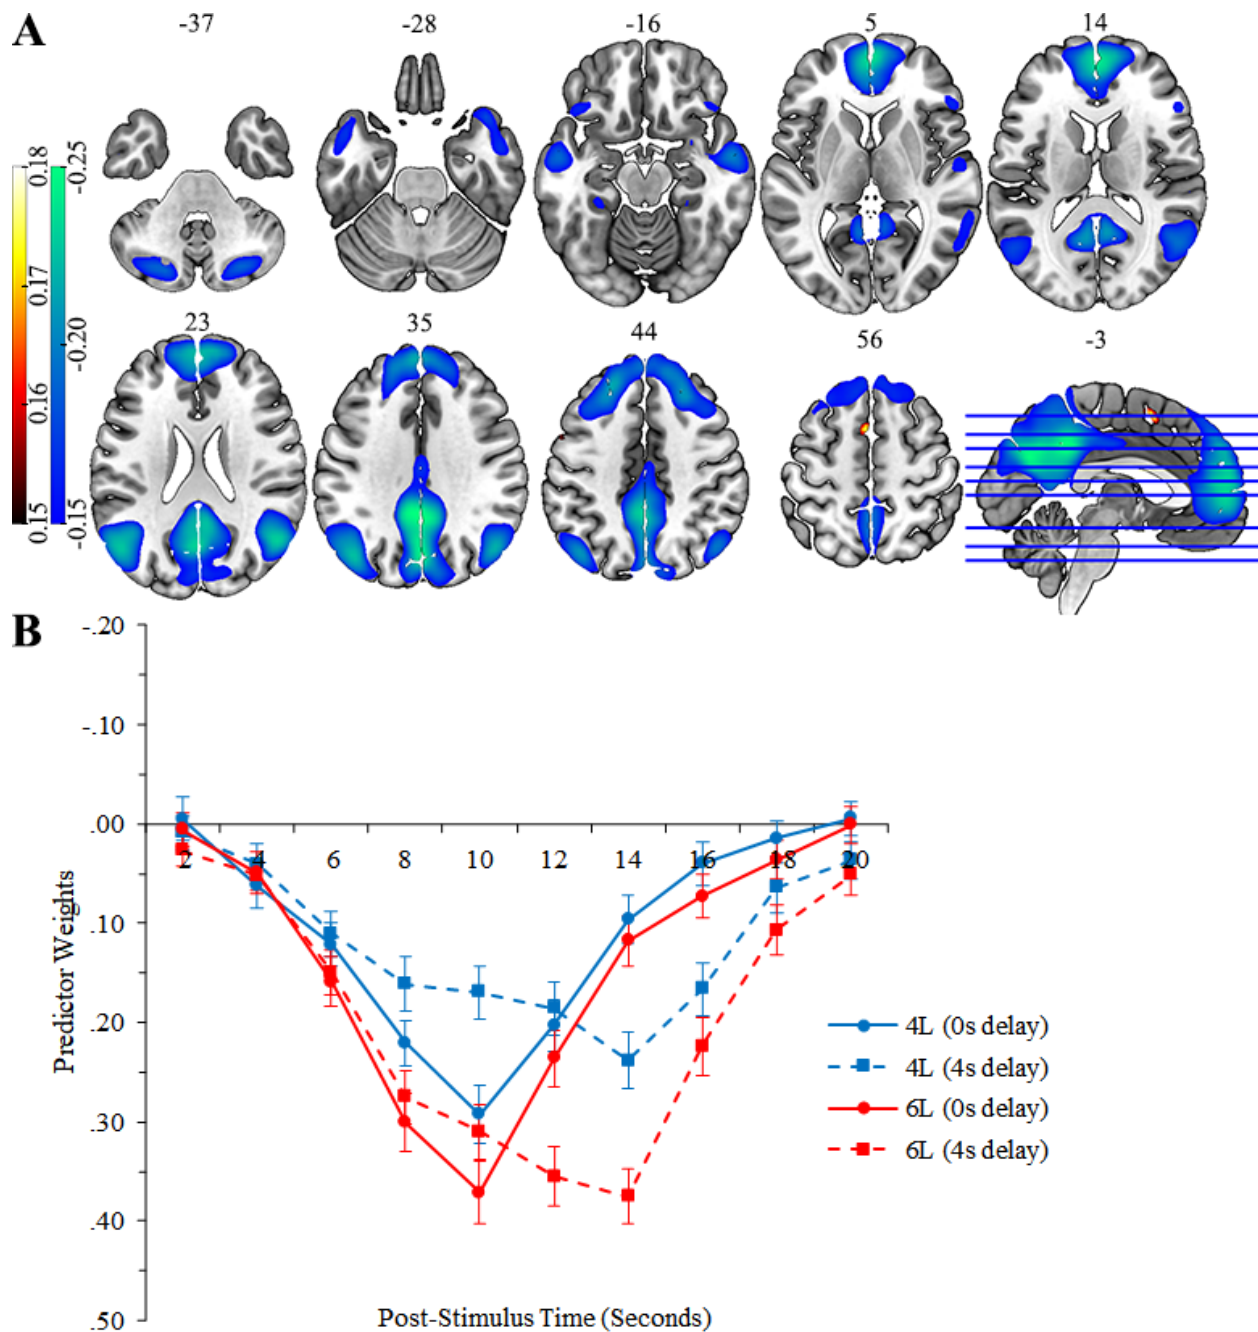 A
-37
-28
-16
5
14
0.18
0.17
0.16
0.15
-0.25
-0.20
-0.15
23
35
44
56
-3
B
-.20
-.10
.00
.10
.20
.30
.40
.50
Predictor Weights
2 4 6 8 10 12 14 16 18 20
4L (0s delay)
4L (4s delay)
6L (0s delay)
6L (4s delay)
Post-Stimulus Time (Seconds)